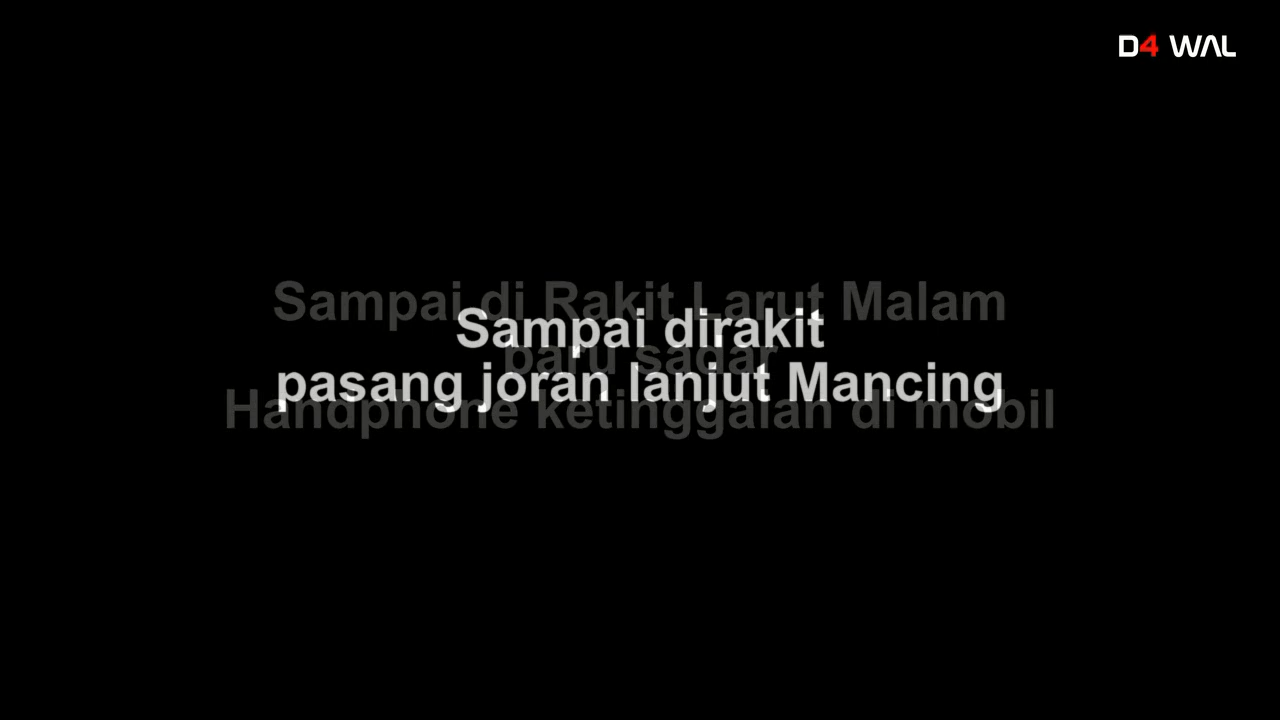 D4 WAL
Sampai di Rakit Larut Malam
baru sadar
Handphone ketinggalan di mobil
Sampai dirakit
pasang joran lanjut Mancing